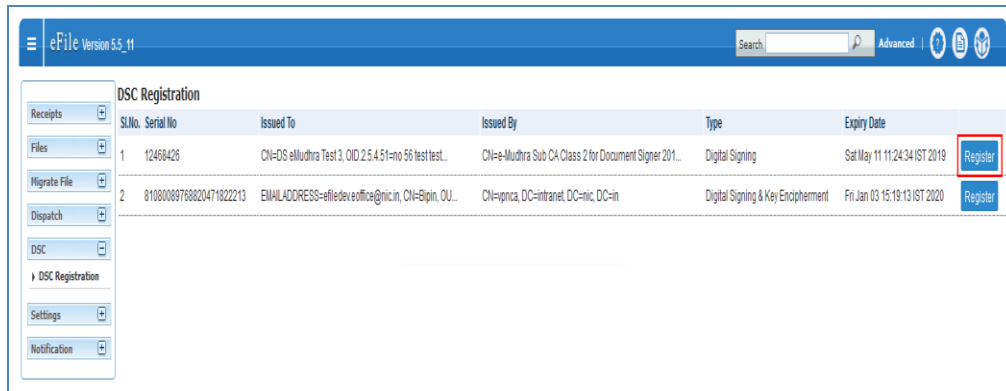 eFile Version 5.5_11
Search
Advanced |
Receipts
Files
Migrate File
Dispatch
DSC
DSC Registration
Settings
Notification
DSC Registration
Sl.No. Serial No Issued To Issued By Type Expiry Date
1 12468426 CN=DS eMudhra Test 3, OID.2.5.4.51=no 56 test test... CN=e-Mudhra Sub CA Class 2 for Document Signer 201... Digital Signing Sat May 11 11:24:34 IST 2019 Register
2 81080089768820471822213 EMAILADDRESS=efiledev.eoffice@nic.in, CN=Bipin, OU... CN=vpnca, DC=intranet, DC=nic, DC=in Digital Signing & Key Encipherment Fri Jan 03 15:19:13 IST 2020 Register